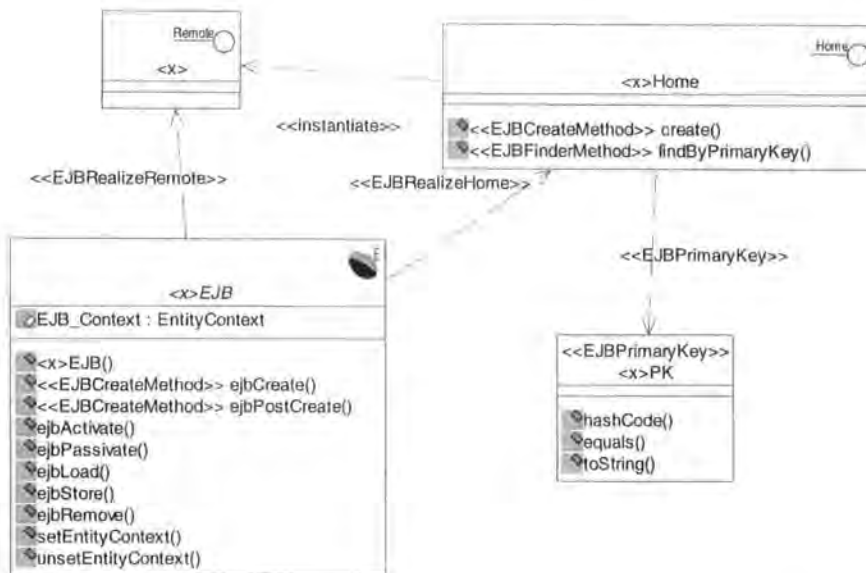 Remote
<x>
Home
<x>Home
<<EJBCreateMethod>> create()
<<EJBFinderMethod>> findByPrimaryKey()
<<instantiate>>
<<EJBRealizeRemote>>
<<EJBRealizeHome>>
<<EJBPrimaryKey>>
E
<x>EJB
EJB_Context : EntityContext
<x>EJB()
<<EJBCreateMethod>> ejbCreate()
<<EJBCreateMethod>> ejbPostCreate()
ejbActivate()
ejbPassivate()
ejbLoad()
ejbStore()
ejbRemove()
setEntityContext()
unsetEntityContext()
<<EJBPrimaryKey>>
<x>PK
hashCode()
equals()
toString()